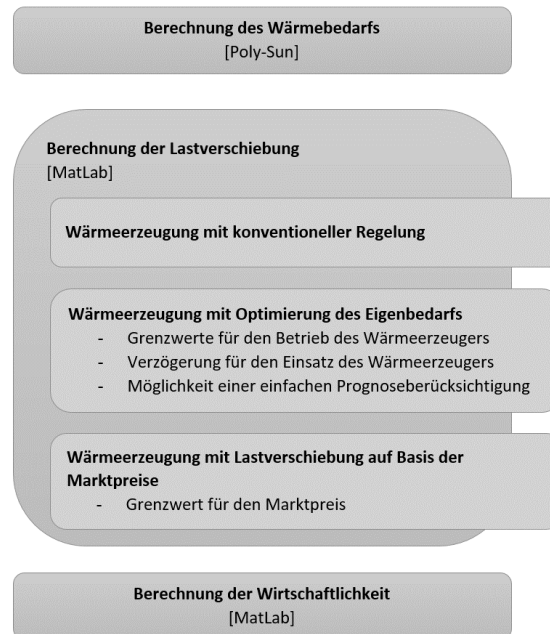 Berechnung des Wärmebedarfs
[Poly-Sun]
Berechnung der Lastverschiebung
[MatLab]
Wärmeerzeugung mit konventioneller Regelung
Wärmeerzeugung mit Optimierung des Eigenbedarfs
- Grenzwerte für den Betrieb des Wärmeerzeugers
- Verzögerung für den Einsatz des Wärmeerzeugers
- Möglichkeit einer einfachen Prognoseberücksichtigung
Wärmeerzeugung mit Lastverschiebung auf Basis der
Marktpreise
- Grenzwert für den Marktpreis
Berechnung der Wirtschaftlichkeit
[MatLab]